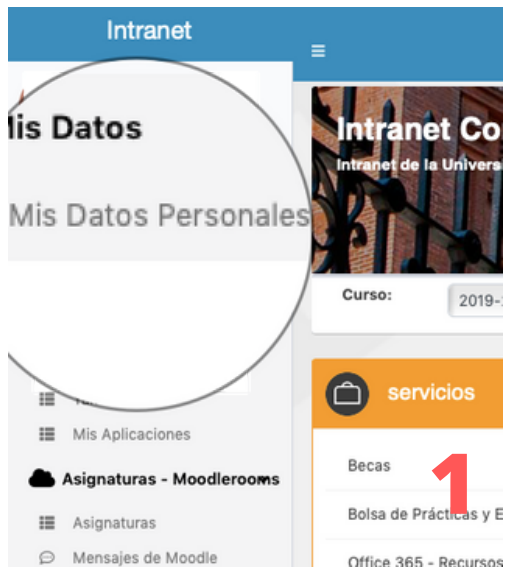 Intranet
Mis Datos
Mis Datos Personales
Mis Aplicaciones
Asignaturas - Moodlerooms
Asignaturas
Mensajes de Moodle
Intranet Co
Intranet de la Univers
Curso:
2019-
servicios
Becas
Bolsa de Prácticas y E
Office 365 - Recursos
1